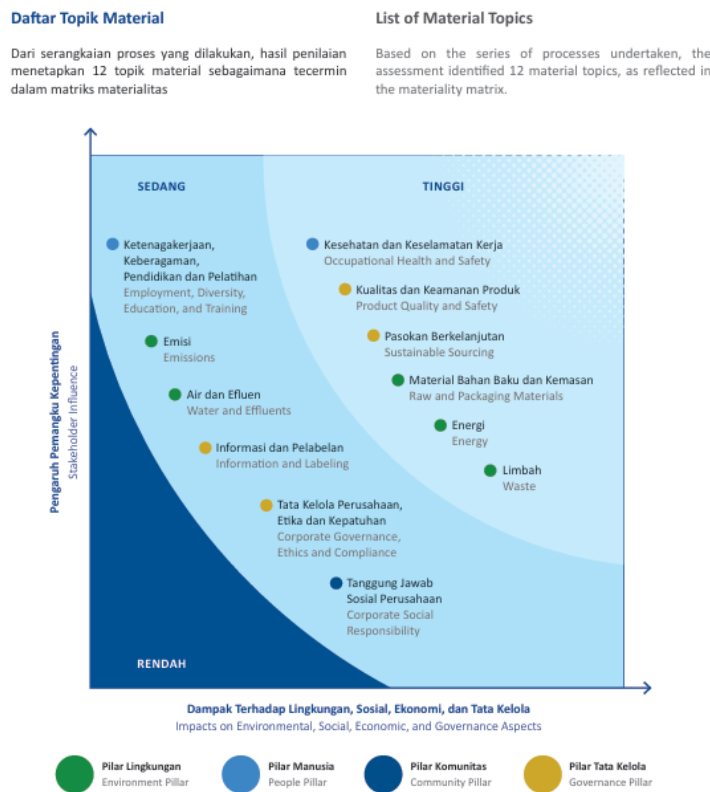 Daftar Topik Material
Dari serangkaian proses yang dilakukan, hasil penilaian
menetapkan 12 topik material sebagaimana tecermin
dalam matriks materialitas
List of Material Topics
Based on the series of processes undertaken, the
assessment identified 12 material topics, as reflected in
the materiality matrix.
SEDANG
TINGGI
Ketenagakerjaan,
Keberagaman,
Pendidikan dan Pelatihan
Employment, Diversity,
Education, and Training
Kesehatan dan Keselamatan Kerja
Occupational Health and Safety
Kualitas dan Keamanan Produk
Product Quality and Safety
Emisi
Emissions
Pasokan Berkelanjutan
Sustainable Sourcing
Air dan Efluen
Water and Effluents
Material Bahan Baku dan Kemasan
Raw and Packaging Materials
Energi
Energy
Informasi dan Pelabelan
Information and Labeling
Limbah
Waste
Tata Kelola Perusahaan,
Etika dan Kepatuhan
Corporate Governance,
Ethics and Compliance
Tanggung Jawab
Sosial Perusahaan
Corporate Social
Responsibility
RENDAH
Pengaruh Pemangku Kepentingan
Stakeholder Influence
Dampak Terhadap Lingkungan, Sosial, Ekonomi, dan Tata Kelola
Impacts on Environmental, Social, Economic, and Governance Aspects
Pilar Lingkungan
Environment Pillar
Pilar Manusia
People Pillar
Pilar Komunitas
Community Pillar
Pilar Tata Kelola
Governance Pillar